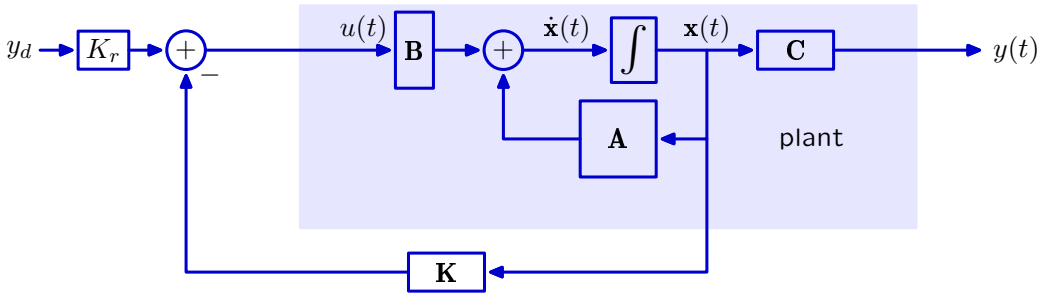 y_d K_r + − u(t) B + ẋ(t) ∫ x(t) C y(t)
A plant
K